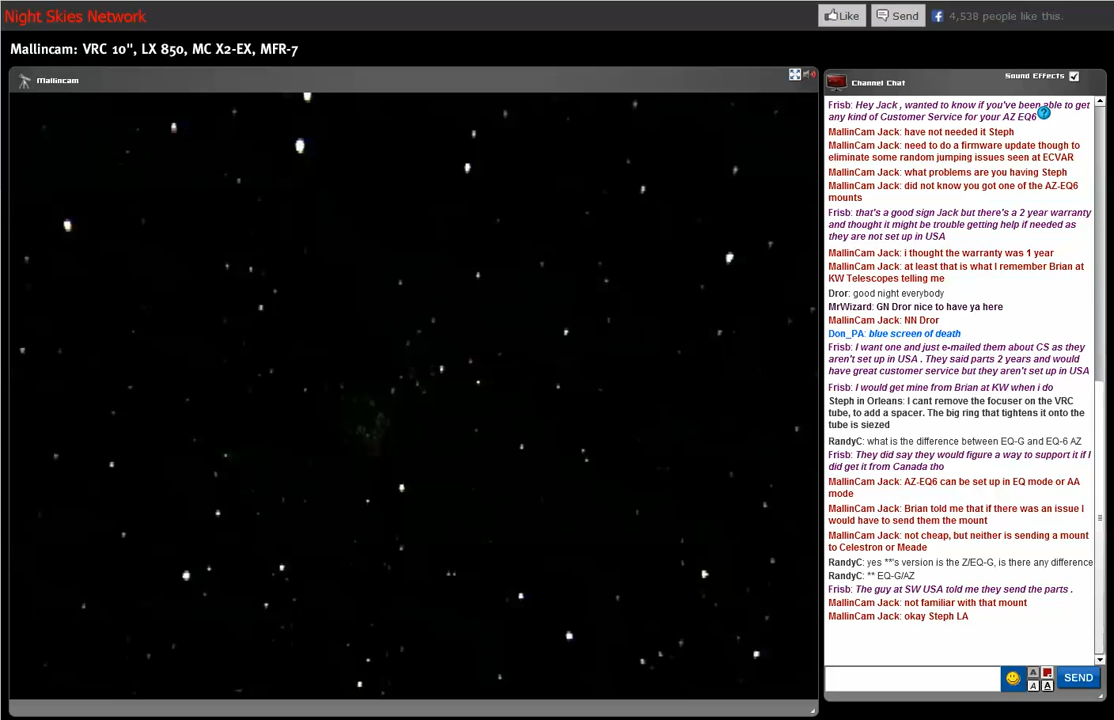 Night Skies Network
Like
Send
4,538 people like this.
Mallincam: VRC 10", LX 850, MC X2-EX, MFR-7
Mallincam
Channel Chat
Sound Effects
Frisb: Hey Jack , wanted to know if you've been able to get
any kind of Customer Service for your AZ EQ6
MallinCam Jack: have not needed it Steph
MallinCam Jack: need to do a firmware update though to
eliminate some random jumping issues seen at ECVAR
MallinCam Jack: what problems are you having Steph
MallinCam Jack: did not know you got one of the AZ-EQ6
mounts
Frisb: that's a good sign Jack but there's a 2 year warranty
and thought it might be trouble getting help if needed as
they are not set up in USA
MallinCam Jack: i thought the warranty was 1 year
MallinCam Jack: at least that is what I remember Brian at
KW Telescopes telling me
Dror: good night everybody
MrWizard: GN Dror nice to have ya here
MallinCam Jack: NN Dror
Don_PA: blue screen of death
Frisb: I want one and just e-mailed them about CS as they
aren't set up in USA . They said parts 2 years and would
have great customer service but they aren't set up in USA
Frisb: I would get mine from Brian at KW when i do
Steph in Orleans: I cant remove the focuser on the VRC
tube, to add a spacer. The big ring that tightens it onto the
tube is siezed
RandyC: what is the difference between EQ-G and EQ-6 AZ
Frisb: They did say they would figure a way to support it if I
did get it from Canada tho
MallinCam Jack: AZ-EQ6 can be set up in EQ mode or AA
mode
MallinCam Jack: Brian told me that if there was an issue I
would have to send them the mount
MallinCam Jack: not cheap, but neither is sending a mount
to Celestron or Meade
RandyC: yes **'s version is the Z/EQ-G, is there any difference
RandyC: ** EQ-G/AZ
Frisb: The guy at SW USA told me they send the parts .
MallinCam Jack: not familiar with that mount
MallinCam Jack: okay Steph LA
A
A
A
SEND